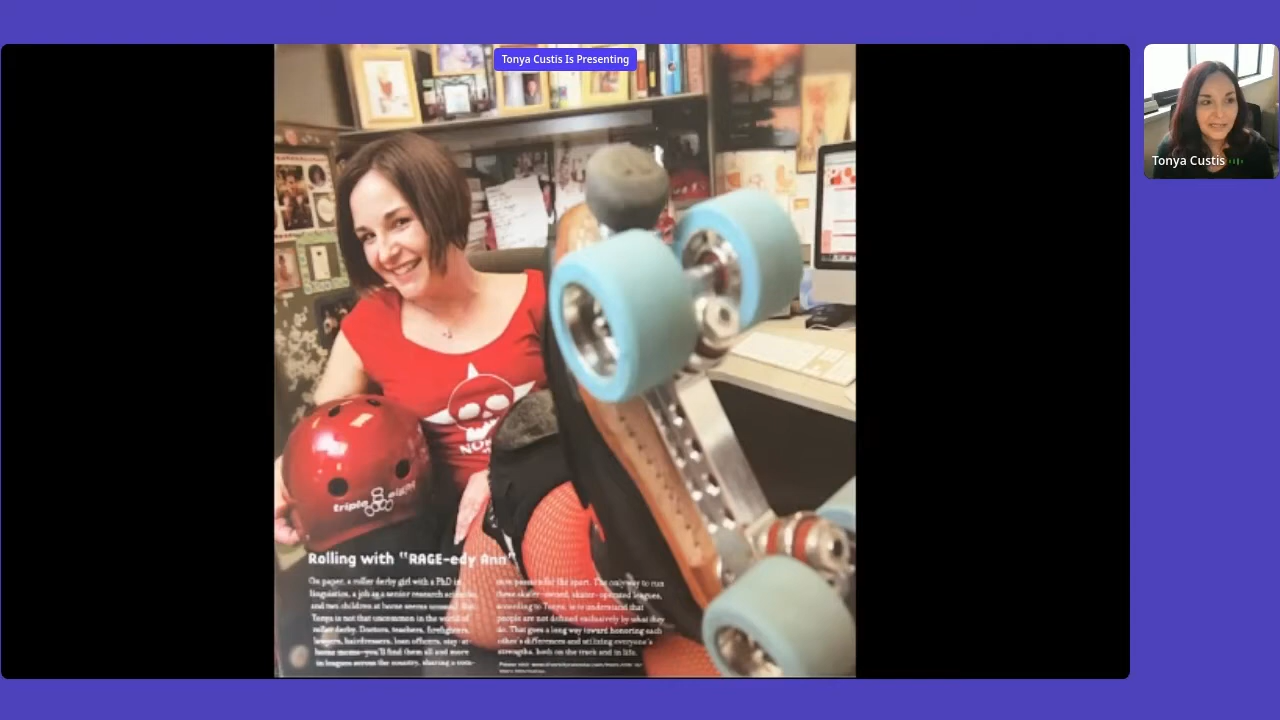 Tonya Custis Is Presenting
Tonya Custis
triple eight
NO
Rolling with "RAGE-edy Ann"
On paper, a roller derby girl with a PhD in
linguistics, a job as a senior research
and two children at home seems
Tonya is not that uncommon in the world of
roller derby. Doctors, teachers, firefighters,
lawyers, hairdressers, loan officers, stay-at-
home moms–you'll find them all and more
in leagues across the country, sharing a com-
mon passion for the sport. The only way to run
these skater-owned, skater-operated leagues,
according to Tonya, is to understand that
people are not defined exclusively by what they
do. That goes a long way toward honoring each
other's differences and utilizing everyone's
strengths, both on the track and in life.
Please visit